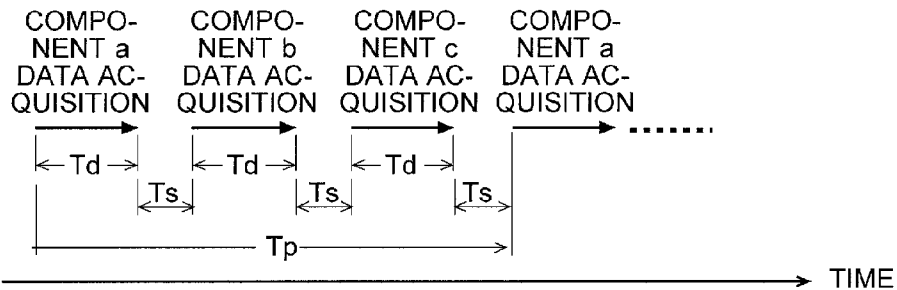 COMPO- COMPO- COMPO- COMPO-
NENT a NENT b NENT c NENT a
DATA AC- DATA AC- DATA AC- DATA AC-
QUISITION QUISITION QUISITION QUISITION
Td Td Td
Ts Ts Ts
Tp
TIME